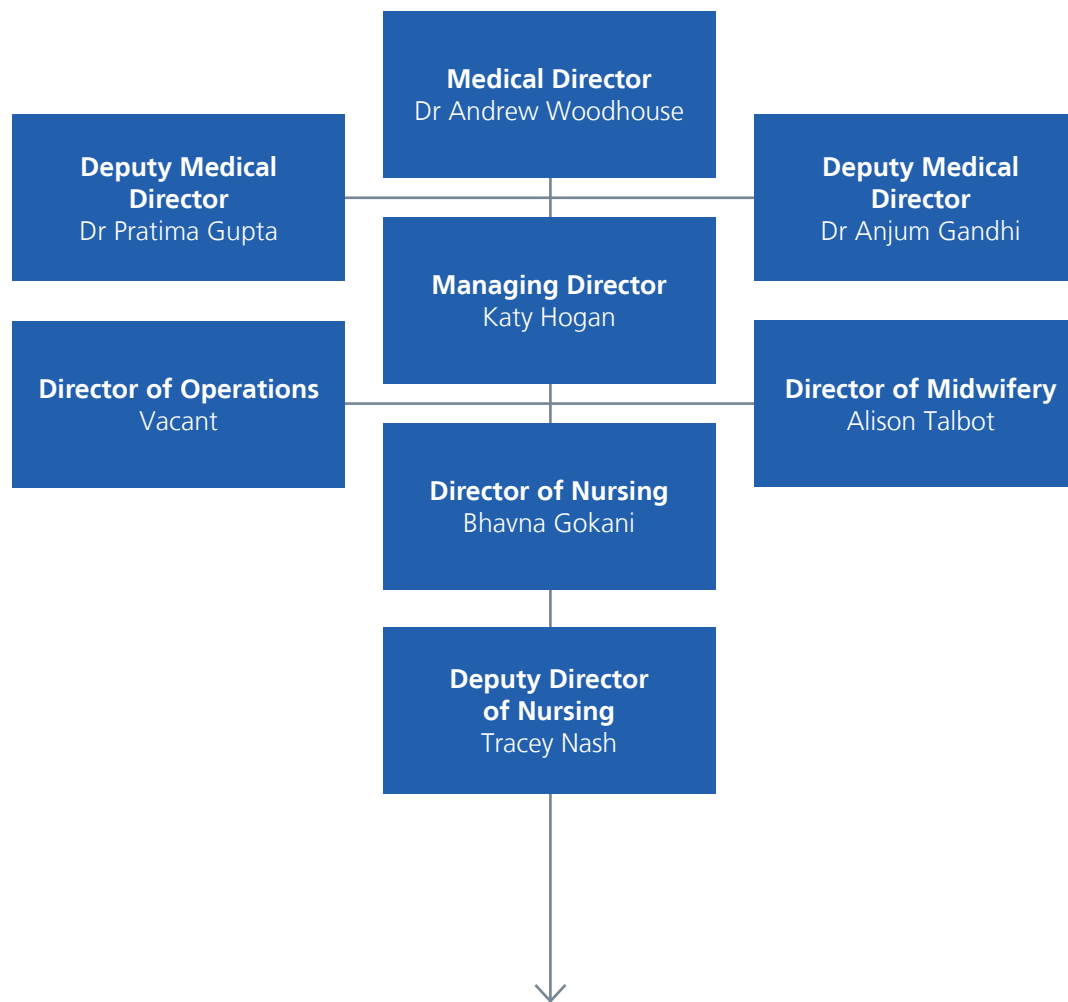 Medical Director
Dr Andrew Woodhouse
Deputy Medical
Director
Dr Pratima Gupta
Deputy Medical
Director
Dr Anjum Gandhi
Managing Director
Katy Hogan
Director of Operations
Vacant
Director of Midwifery
Alison Talbot
Director of Nursing
Bhavna Gokani
Deputy Director
of Nursing
Tracey Nash